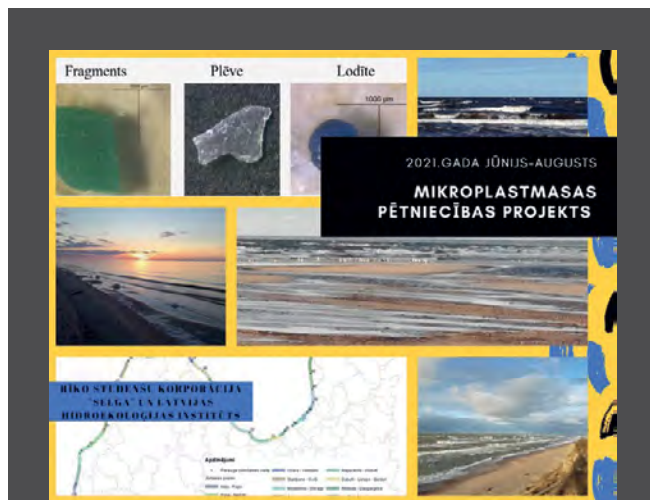 Fragments
Plēve
Lodīte
1000 µm
2021.GADA JŪNIJS-AUGUSTS
MIKROPLASTMASAS
PĒTNIECĪBAS PROJEKTS
RĪKO STUDENŠU KORPORĀCIJA
"SELGA" UN LATVIJAS
HIDROEKOLOĢIJAS INSTITŪTS
Apzīmējumi